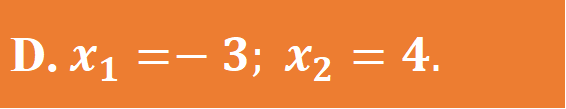 D. x₁ =− 3; x₂ = 4.